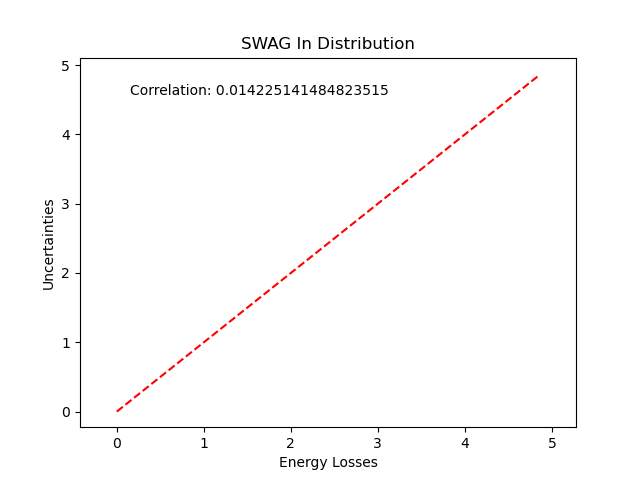 SWAG In Distribution
Correlation: 0.014225141484823515
Uncertainties
5
4
3
2
1
0
0 1 2 3 4 5
Energy Losses